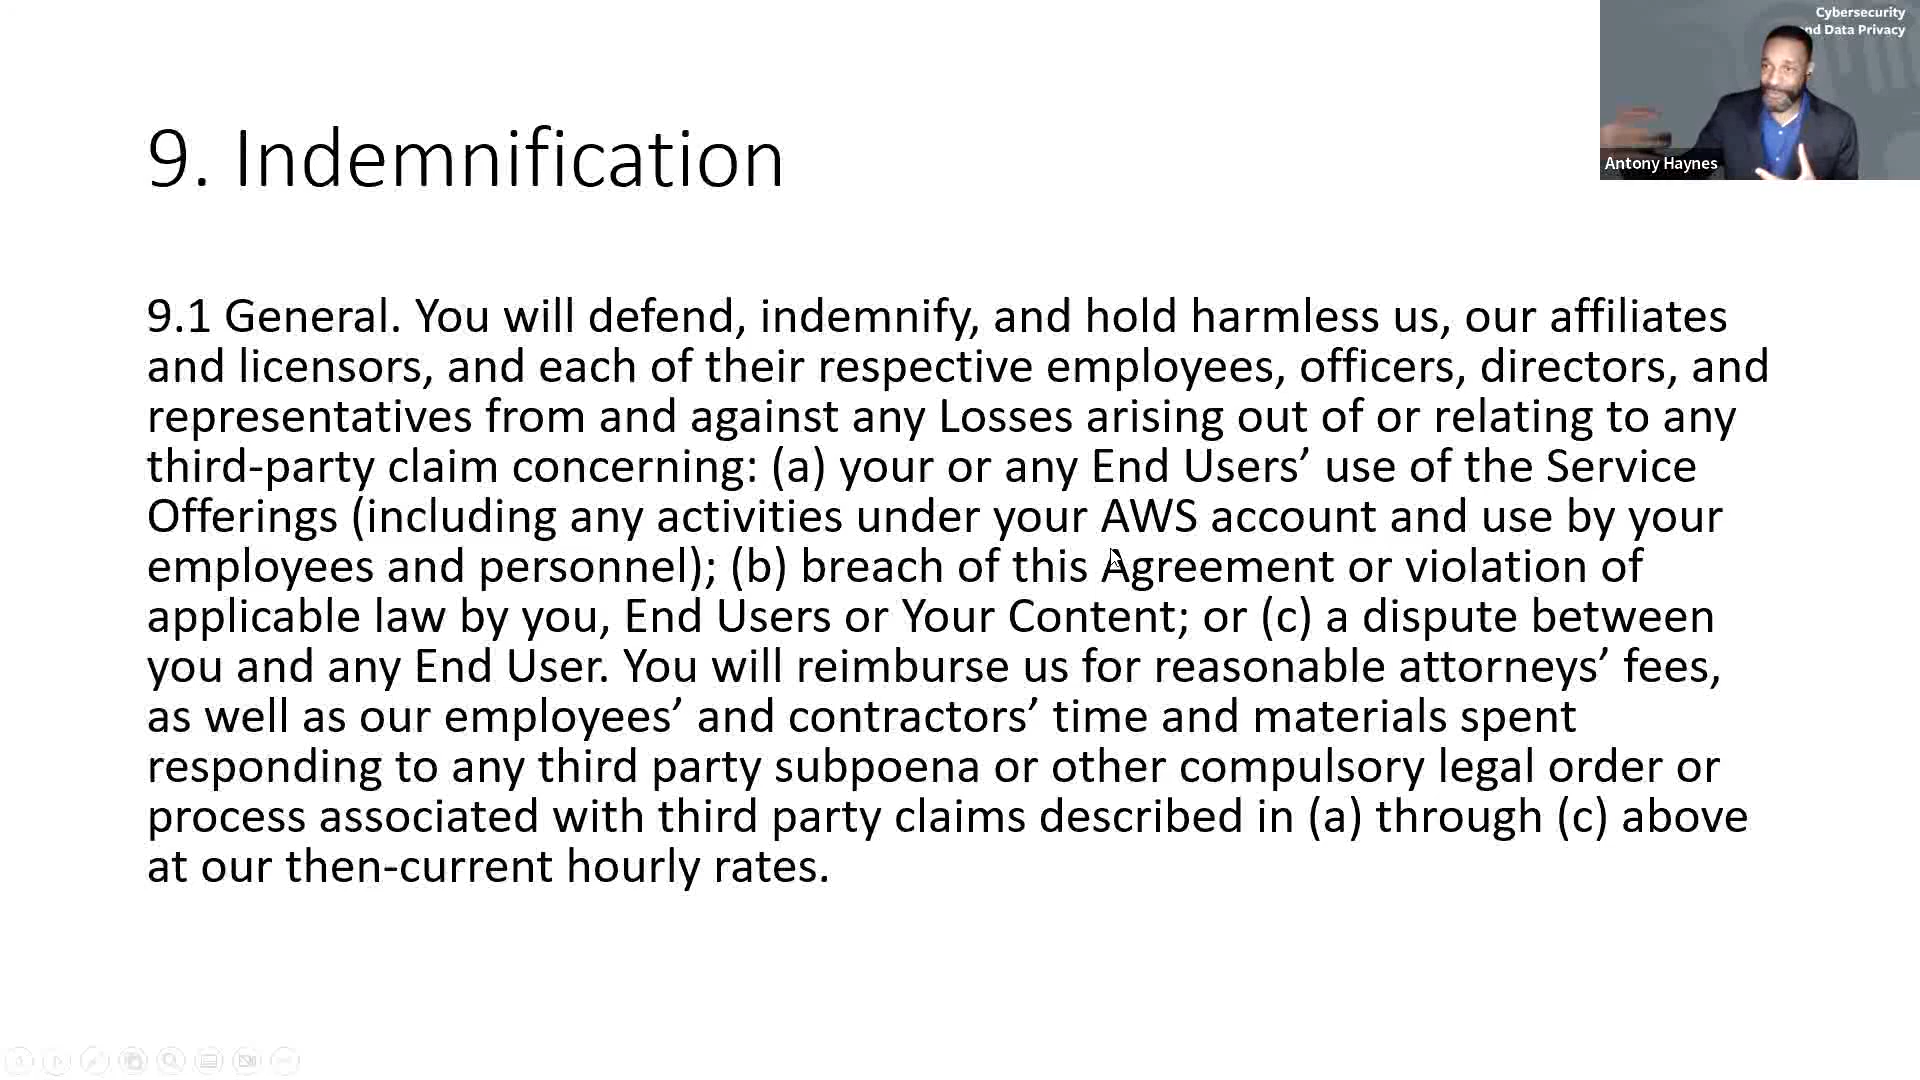 Cybersecurity
nd Data Privacy
Antony Haynes
9. Indemnification
9.1 General. You will defend, indemnify, and hold harmless us, our affiliates
and licensors, and each of their respective employees, officers, directors, and
representatives from and against any Losses arising out of or relating to any
third-party claim concerning: (a) your or any End Users’ use of the Service
Offerings (including any activities under your AWS account and use by your
employees and personnel); (b) breach of this Agreement or violation of
applicable law by you, End Users or Your Content; or (c) a dispute between
you and any End User. You will reimburse us for reasonable attorneys’ fees,
as well as our employees’ and contractors’ time and materials spent
responding to any third party subpoena or other compulsory legal order or
process associated with third party claims described in (a) through (c) above
at our then-current hourly rates.